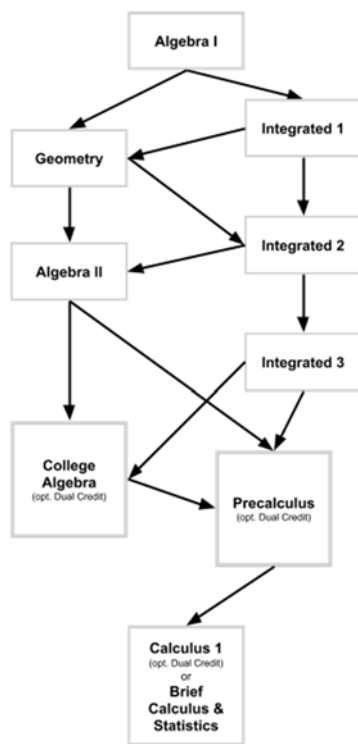 Algebra I
Integrated 1
Geometry
Integrated 2
Algebra II
Integrated 3
College
Algebra
(opt. Dual Credit)
Precalculus
(opt. Dual Credit)
Calculus 1
(opt. Dual Credit)
or
Brief
Calculus &
Statistics